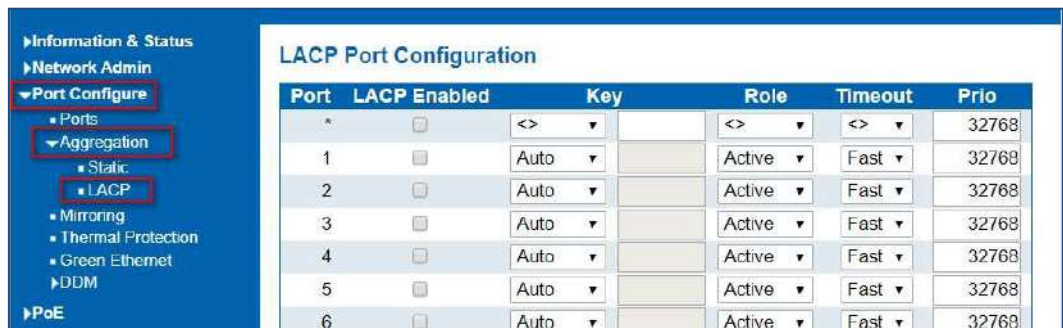 Information & Status
Network Admin
Port Configure
Ports
Aggregation
Static
LACP
Mirroring
Thermal Protection
Green Ethernet
DDM
PoE
LACP Port Configuration
Port LACP Enabled Key Role Timeout Prio
* <> <> <> 32768
1 Auto Active Fast 32768
2 Auto Active Fast 32768
3 Auto Active Fast 32768
4 Auto Active Fast 32768
5 Auto Active Fast 32768
6 Auto Active Fast 32768